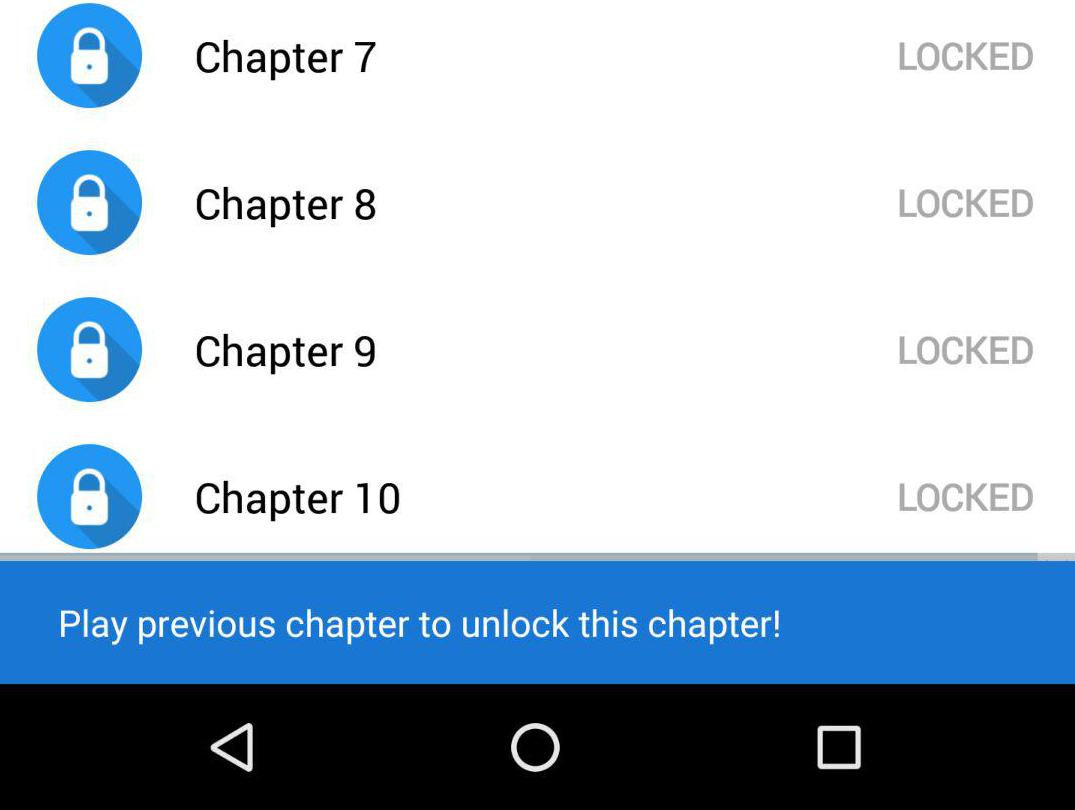 Chapter 7 LOCKED
Chapter 8 LOCKED
Chapter 9 LOCKED
Chapter 10 LOCKED
Play previous chapter to unlock this chapter!